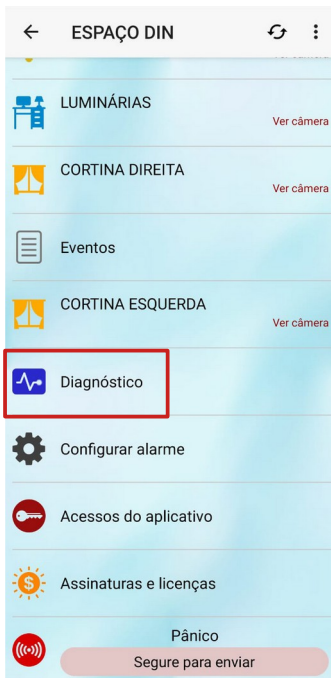 ESPAÇO DIN
LUMINÁRIAS
Ver câmera
CORTINA DIREITA
Ver câmera
Eventos
CORTINA ESQUERDA
Ver câmera
Diagnóstico
Configurar alarme
Acessos do aplicativo
Assinaturas e licenças
Pânico
Segure para enviar